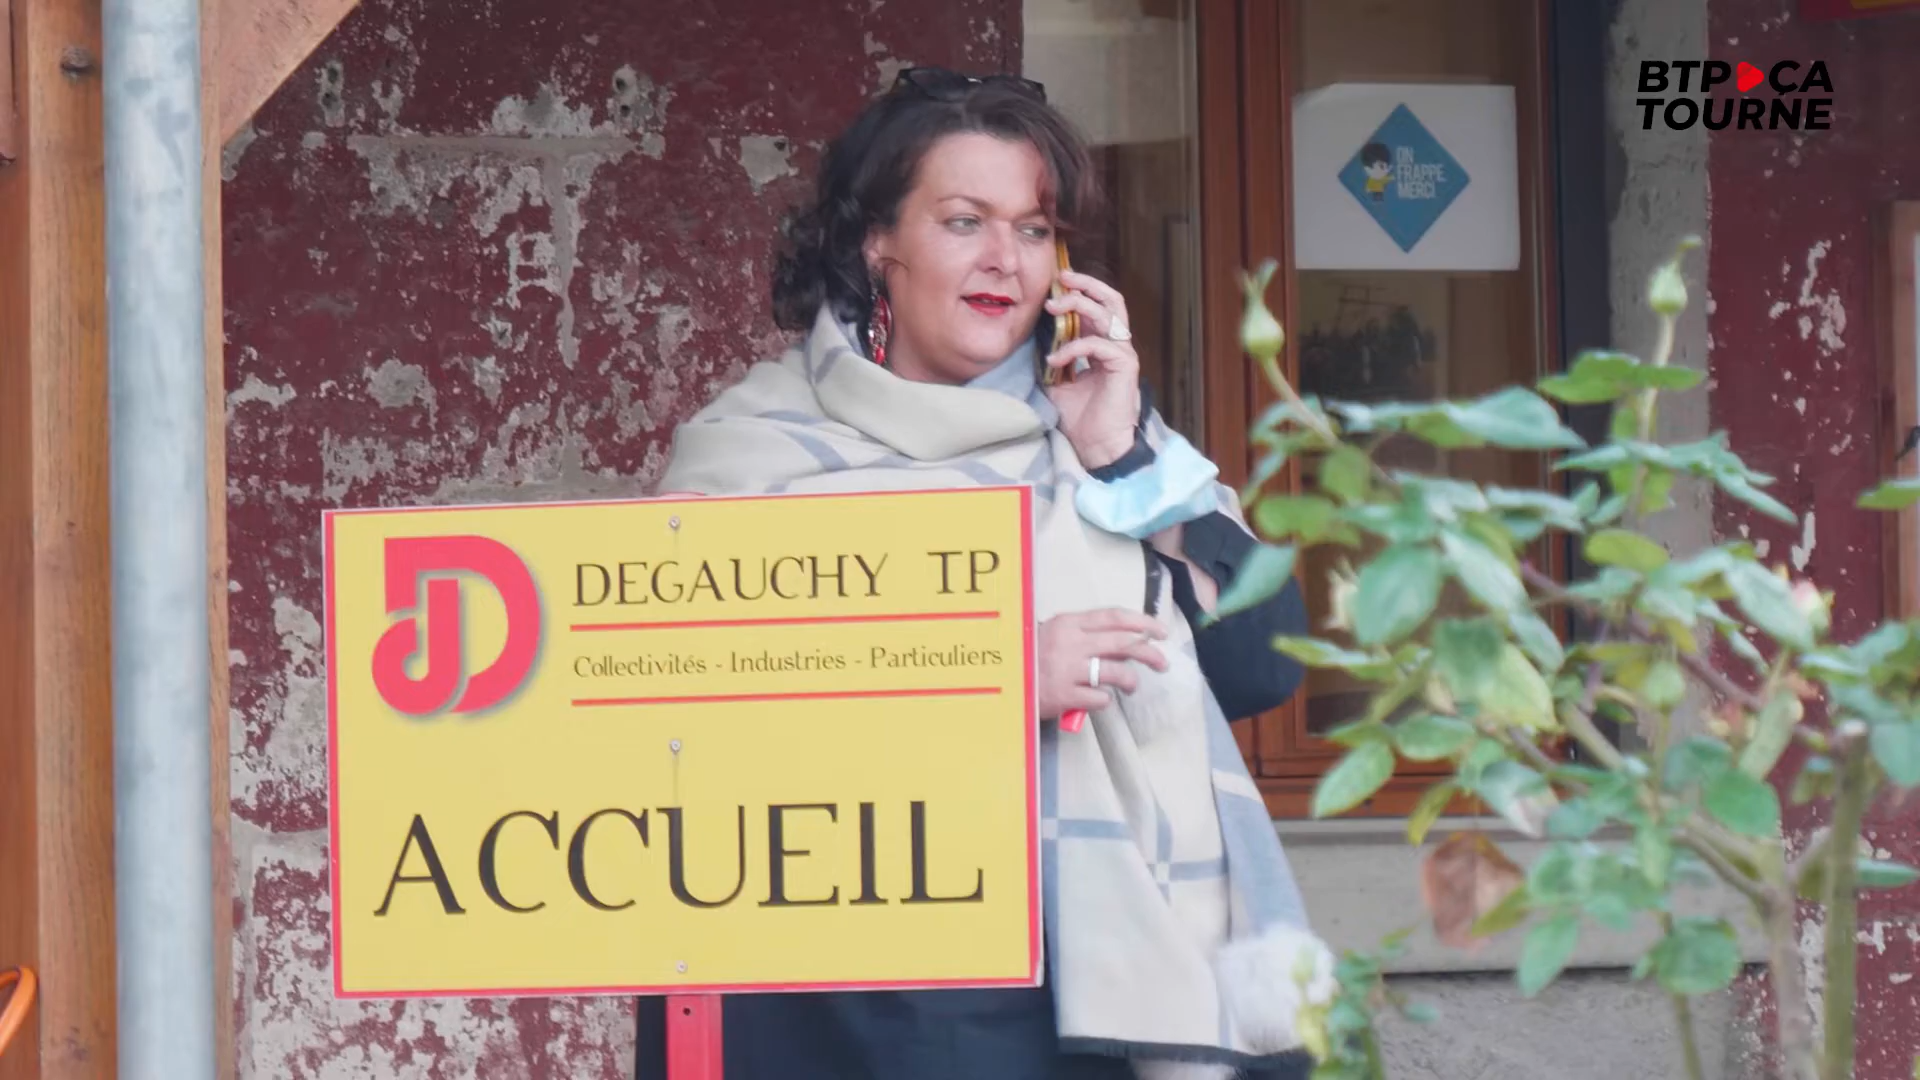 BTP ÇA
TOURNE
ON
FRAPPE.
MERCI.
DEGAUCHY TP
Collectivités - Industries - Particuliers
ACCUEIL